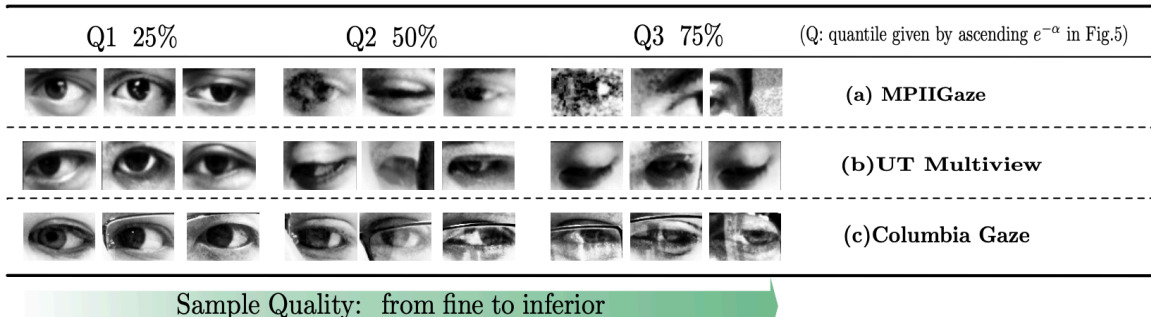 Q1 25% Q2 50% Q3 75% (Q: quantile given by ascending e^{-α} in Fig.5)
(a) MPIIGaze
(b)UT Multiview
(c)Columbia Gaze
Sample Quality: from fine to inferior